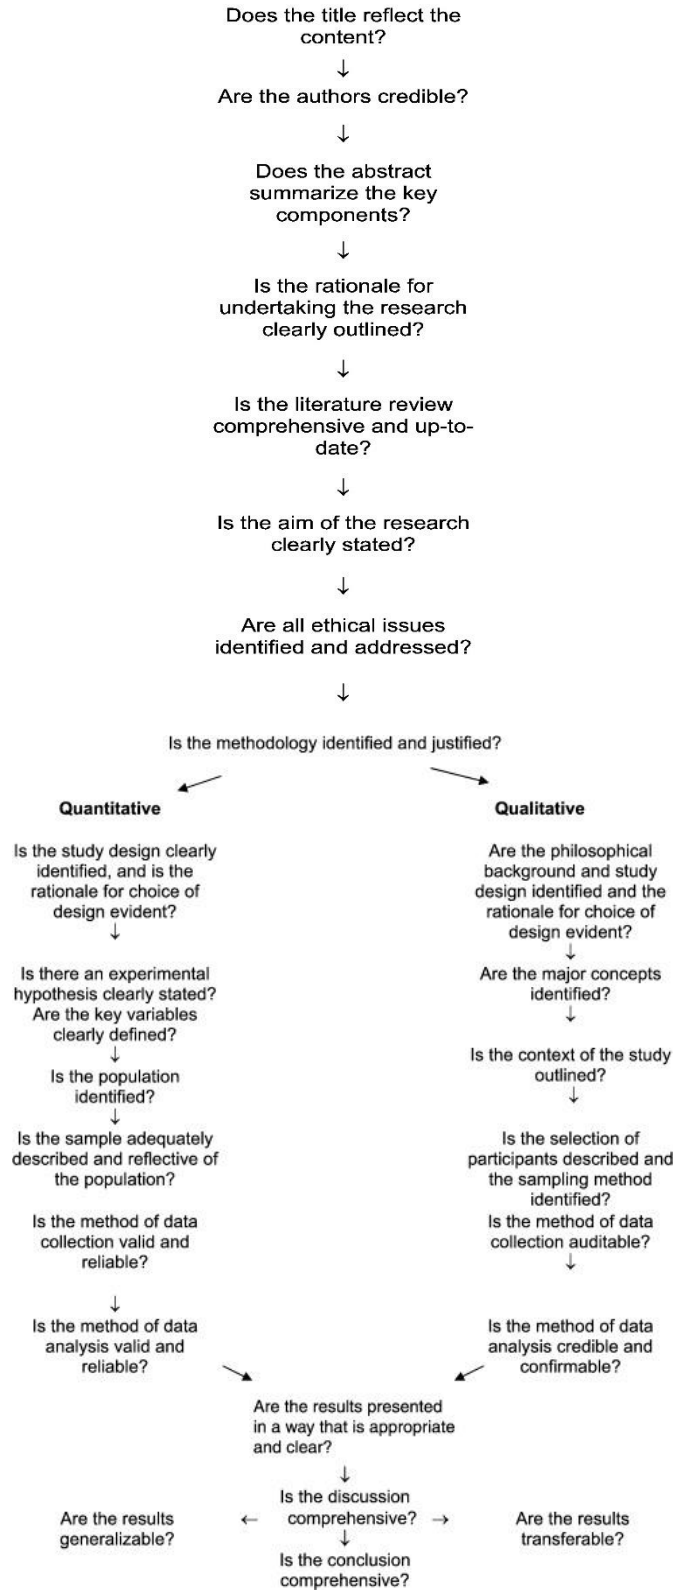 Does the title reflect the
content?
↓
Are the authors credible?
↓
Does the abstract
summarize the key
components?
↓
Is the rationale for
undertaking the research
clearly outlined?
↓
Is the literature review
comprehensive and up-to-
date?
↓
Is the aim of the research
clearly stated?
↓
Are all ethical issues
identified and addressed?
↓
Is the methodology identified and justified?
Quantitative
Is the study design clearly
identified, and is the
rationale for choice of
design evident?
↓
Is there an experimental
hypothesis clearly stated?
Are the key variables
clearly defined?
↓
Is the population
identified?
↓
Is the sample adequately
described and reflective of
the population?
Is the method of data
collection valid and
reliable?
↓
Is the method of data
analysis valid and
reliable?
Qualitative
Are the philosophical
background and study
design identified and the
rationale for choice of
design evident?
↓
Are the major concepts
identified?
↓
Is the context of the study
outlined?
↓
Is the selection of
participants described and
the sampling method
identified?
Is the method of data
collection auditable?
↓
Is the method of data
analysis credible and
confirmable?
Are the results presented
in a way that is appropriate
and clear?
↓
Is the discussion
← comprehensive? →
Are the results
generalizable?
Are the results
transferable?
↓
Is the conclusion
comprehensive?